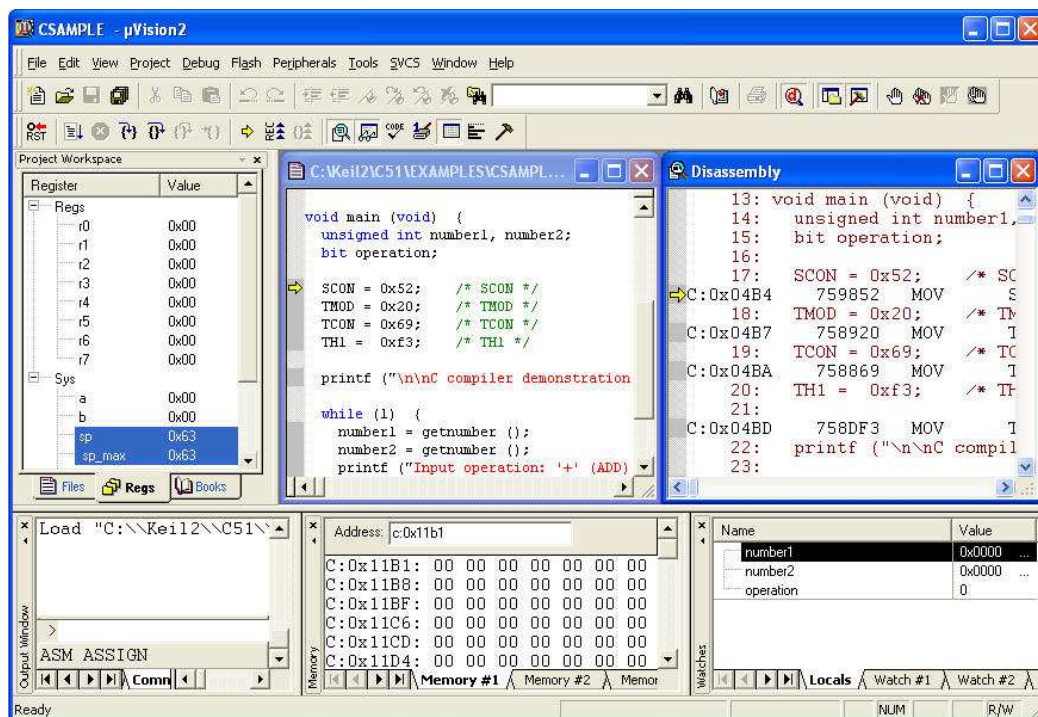 CSAMPLE - µVision2
File Edit View Project Debug Flash Peripherals Tools SVCS Window Help
RST
CODE
Project Workspace
Register Value
Regs
r0 0x00
r1 0x00
r2 0x00
r3 0x00
r4 0x00
r5 0x00
r6 0x00
r7 0x00
Sys
a 0x00
b 0x00
sp 0x63
sp_max 0x63
Files Regs Books
C:\Keil2\C51\EXAMPLES\CSAMPL...
void main (void) {
unsigned int number1, number2;
bit operation;
SCON = 0x52; /* SCON */
TMOD = 0x20; /* TMOD */
TCON = 0x69; /* TCON */
TH1 = 0xf3; /* TH1 */
printf ("\n\nC compiler demonstration
while (1) {
number1 = getnumber ();
number2 = getnumber ();
printf ("Input operation: '+' (ADD)
Disassembly
13: void main (void) {
14: unsigned int number1,
15: bit operation;
16:
17: SCON = 0x52; /* SC
C:0x04B4 759852 MOV S
18: TMOD = 0x20; /* TM
C:0x04B7 758920 MOV T
19: TCON = 0x69; /* TC
C:0x04BA 758869 MOV T
20: TH1 = 0xf3; /* TH
21:
C:0x04BD 758DF3 MOV T
22: printf ("\n\nC compil
23:
Load "C:\\Keil2\\C51\\
>
ASM ASSIGN
Output Window
Comn
Address: c:0x11b1
C:0x11B1: 00 00 00 00 00 00 00
C:0x11B8: 00 00 00 00 00 00 00
C:0x11BF: 00 00 00 00 00 00 00
C:0x11C6: 00 00 00 00 00 00 00
C:0x11CD: 00 00 00 00 00 00 00
C:0x11D4: 00 00 00 00 00 00 00
Memory
Memory #1 Memory #2 Memor
Name Value
number1 0x0000 ...
number2 0x0000 ...
operation 0
Watches
Locals Watch #1 Watch #2
Ready NUM R/W